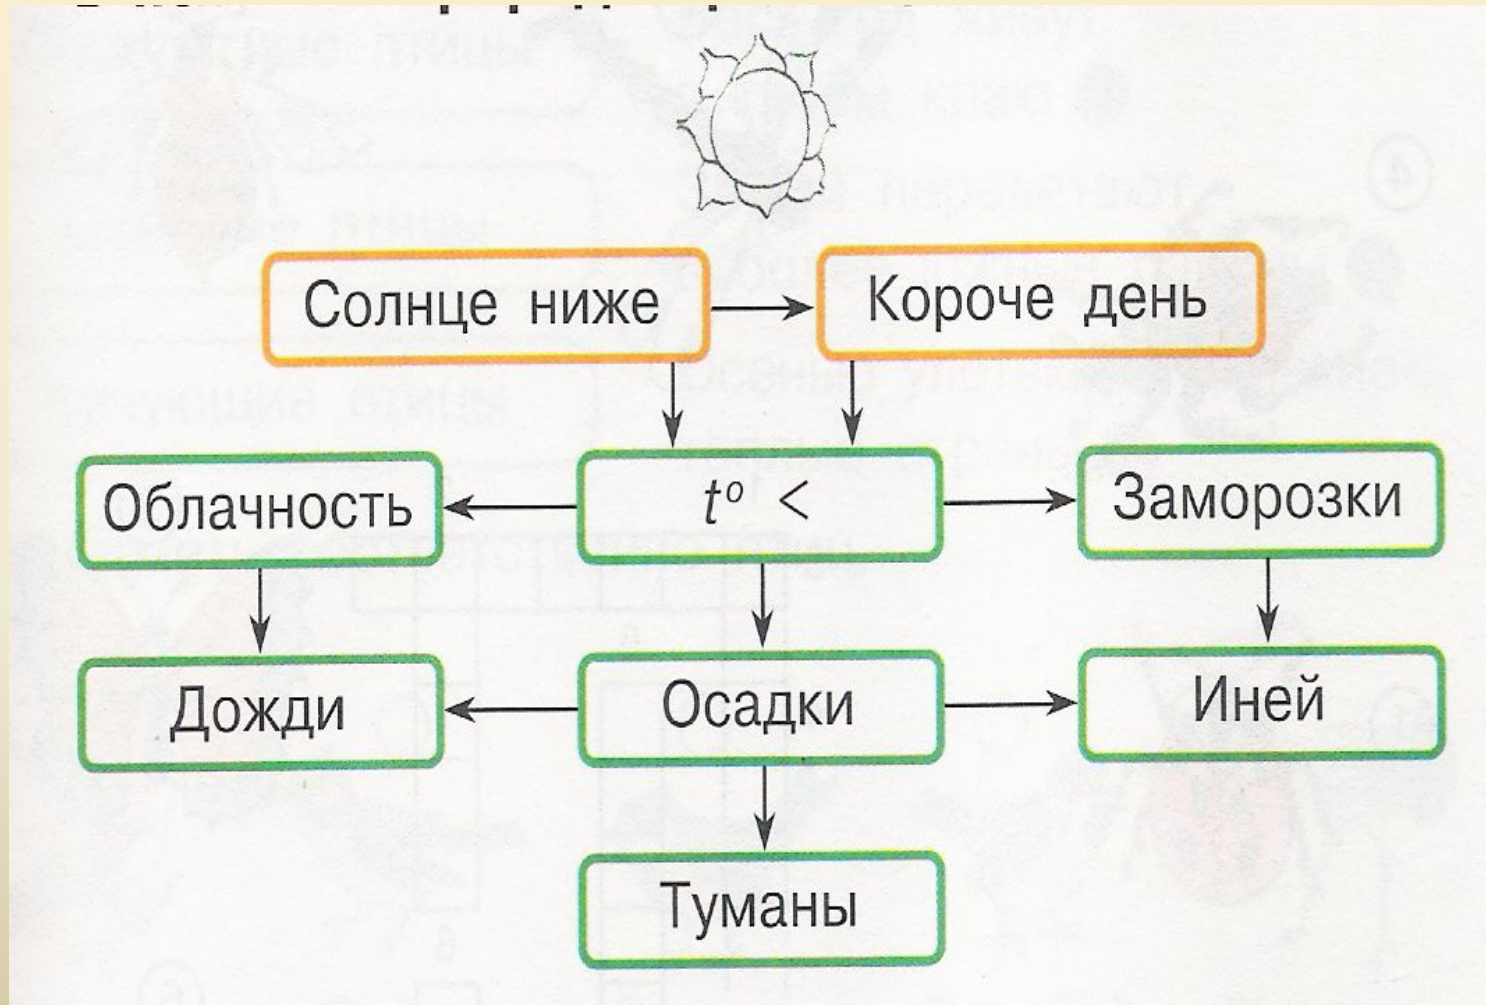 Солнце ниже
Короче день
Облачность
t° <
Заморозки
Дожди
Осадки
Иней
Туманы